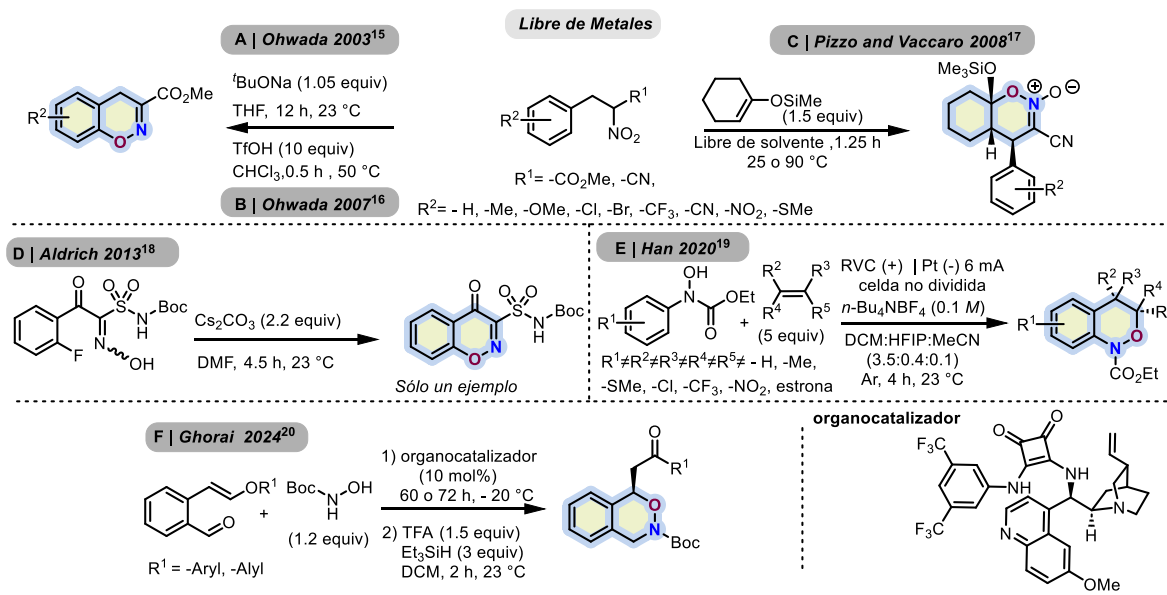 Libre de Metales
A | Ohwada 2003¹⁵
ᵗBuONa (1.05 equiv)
THF, 12 h, 23 °C
TfOH (10 equiv)
CHCl₃,0.5 h , 50 °C
B | Ohwada 2007¹⁶
R²
CO₂Me
N
O
R¹
R²
NO₂
R¹= -CO₂Me, -CN,
R²= - H, -Me, -OMe, -Cl, -Br, -CF₃, -CN, -NO₂, -SMe
C | Pizzo and Vaccaro 2008¹⁷
OSiMe
(1.5 equiv)
Libre de solvente ,1.25 h
25 o 90 °C
Me₃SiO
O
N
⊕
O
⊖
H
CN
R²
D | Aldrich 2013¹⁸
O
O
O
S
Boc
N
H
F
N
OH
Cs₂CO₃ (2.2 equiv)
DMF, 4.5 h, 23 °C
O
O
O
S
Boc
N
H
N
O
Sólo un ejemplo
E | Han 2020¹⁹
OH
N
OEt
O
R¹
+
R²
R³
R⁴
R⁵
(5 equiv)
R¹≠R²≠R³≠R⁴≠R⁵≠ - H, -Me,
-SMe, -Cl, -CF₃, -NO₂, estrona
RVC (+) | Pt (-) 6 mA
celda no dividida
n-Bu₄NBF₄ (0.1 M)
DCM:HFIP:MeCN
(3.5:0.4:0.1)
Ar, 4 h, 23 °C
R²
R³
R⁴
R¹
O
N
CO₂Et
F | Ghorai 2024²⁰
OR¹
O
+
Boc
N
H
OH
(1.2 equiv)
R¹ = -Aryl, -Alyl
1) organocatalizador
(10 mol%)
60 o 72 h, - 20 °C
2) TFA (1.5 equiv)
Et₃SiH (3 equiv)
DCM, 2 h, 23 °C
O
R¹
O
N
Boc
organocatalizador
O
O
F₃C
NH
NH
F₃C
H
N
N
OMe